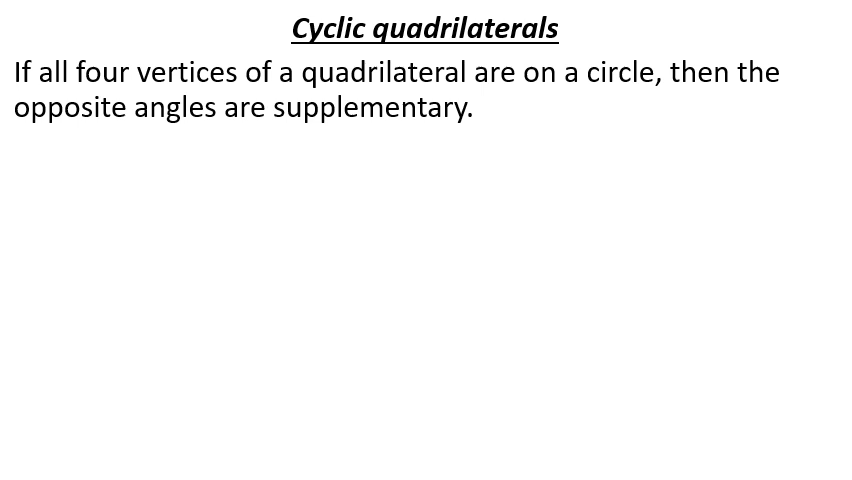 Cyclic quadrilaterals
If all four vertices of a quadrilateral are on a circle, then the
opposite angles are supplementary.